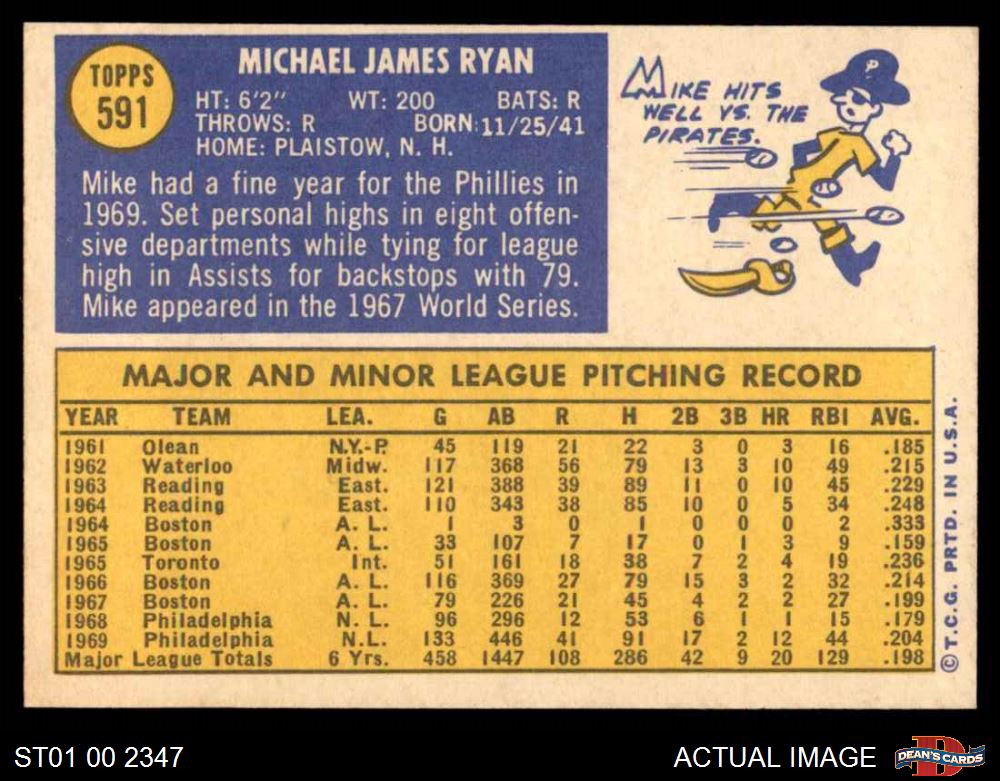 TOPPS
591
MICHAEL JAMES RYAN
HT: 6'2" WT: 200 BATS: R
THROWS: R BORN: 11/25/41
HOME: PLAISTOW, N. H.
Mike had a fine year for the Phillies in
1969. Set personal highs in eight offen-
sive departments while tying for league
high in Assists for backstops with 79.
Mike appeared in the 1967 World Series.
MIKE HITS
WELL VS. THE
PIRATES.
P
MAJOR AND MINOR LEAGUE PITCHING RECORD
YEAR TEAM LEA. G AB R H 2B 3B HR RBI AVG.
1961 Olean N.Y.-P. 45 119 21 22 3 0 3 16 .185
1962 Waterloo Midw. 117 368 56 79 13 3 10 49 .215
1963 Reading East. 121 388 39 89 11 0 10 45 .229
1964 Reading East. 110 343 38 85 10 0 5 34 .248
1964 Boston A. L. 1 3 0 1 0 0 0 2 .333
1965 Boston A. L. 33 107 7 17 0 1 3 9 .159
1965 Toronto Int. 51 161 18 38 7 2 4 19 .236
1966 Boston A. L. 116 369 27 79 15 3 2 32 .214
1967 Boston A. L. 79 226 21 45 4 2 2 27 .199
1968 Philadelphia N. L. 96 296 12 53 6 1 1 15 .179
1969 Philadelphia N.L. 133 446 41 91 17 2 12 44 .204
Major League Totals 6 Yrs. 458 1447 108 286 42 9 20 129 .198
© T.C.G. PRTD. IN U.S.A.
ST01 00 2347
ACTUAL IMAGE
D
DEAN'S CARDS